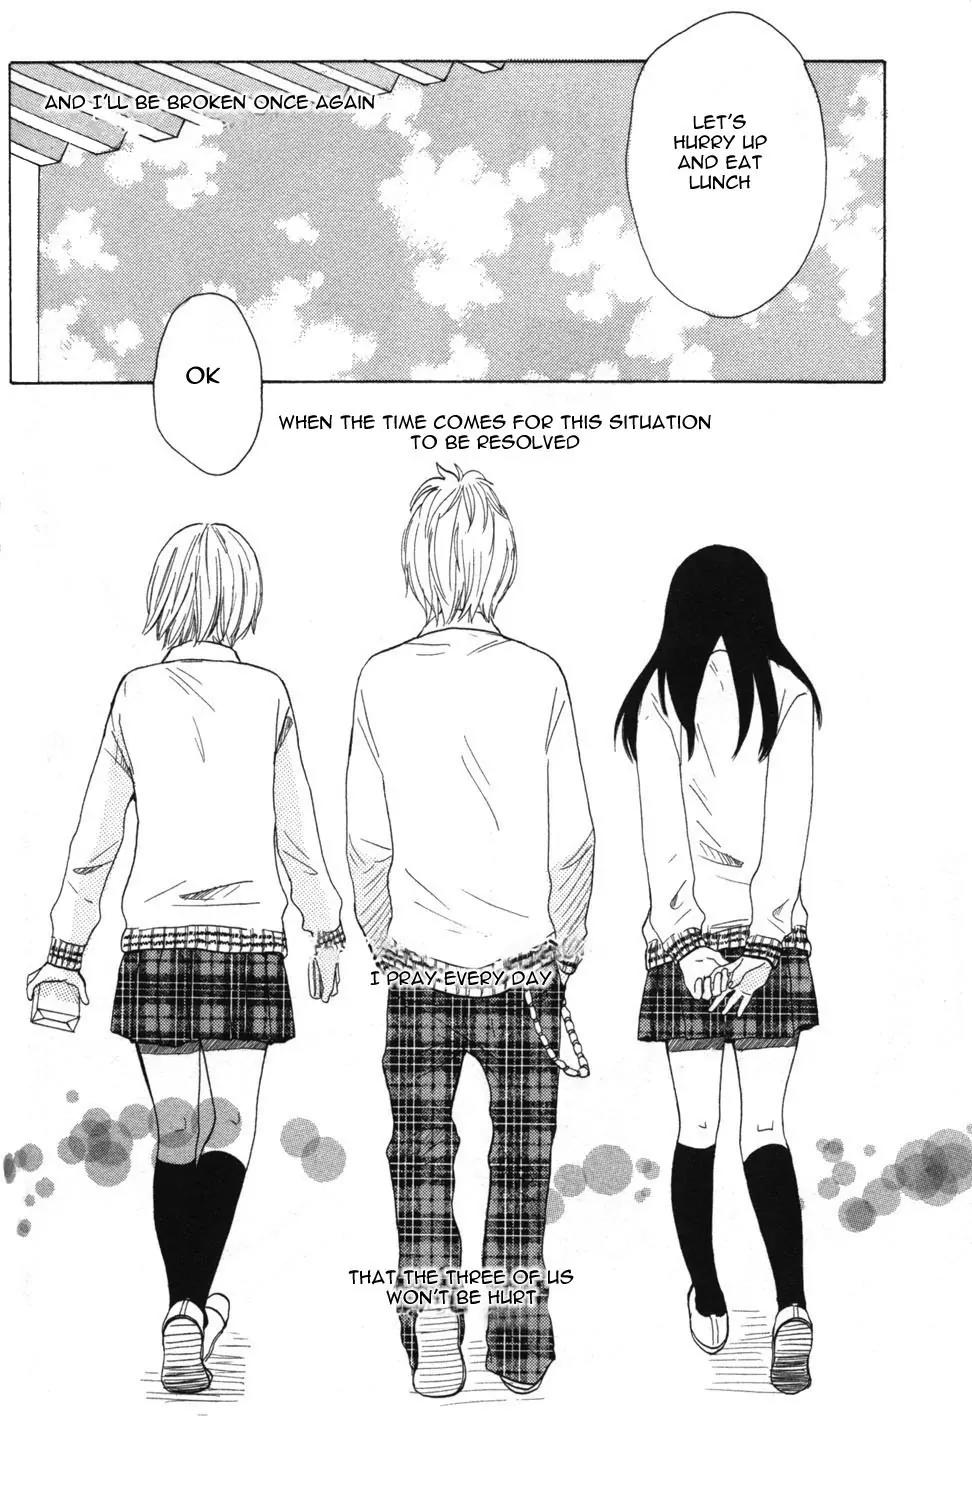 LET'S
HURRY UP
AND EAT
LUNCH
AND I'LL BE BROKEN ONCE AGAIN
OK
WHEN THE TIME COMES FOR THIS SITUATION
TO BE RESOLVED
I PRAY EVERY DAY
THAT THE THREE OF US
WON'T BE HURT